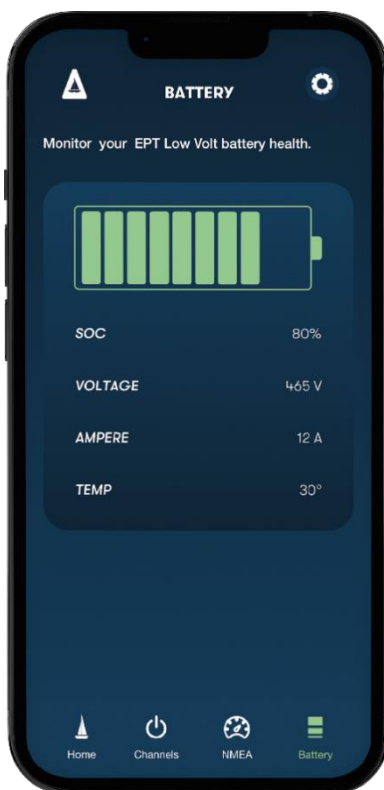 BATTERY
Monitor your EPT Low Volt battery health.
SOC 80%
VOLTAGE 465 V
AMPERE 12 A
TEMP 30°
Home Channels NMEA Battery